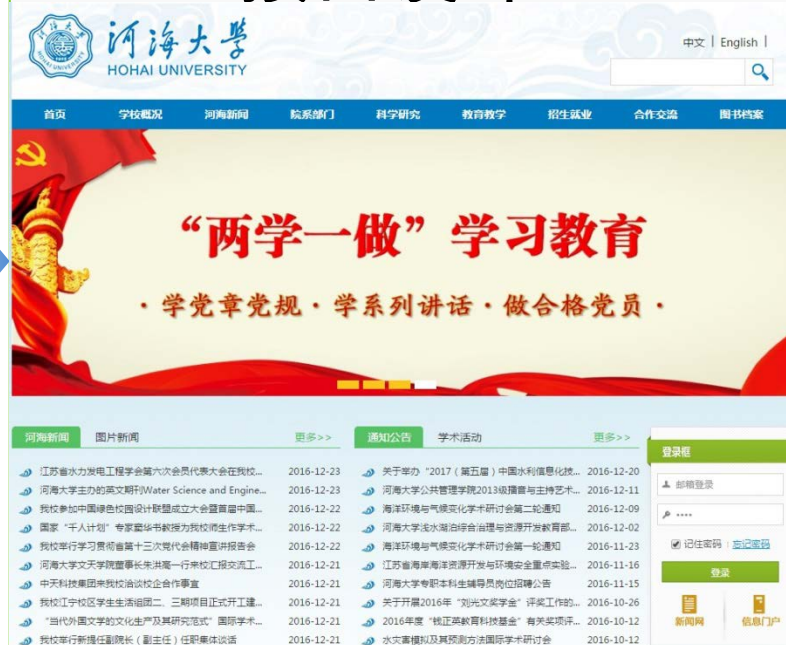 河海大学
HOHAI UNIVERSITY
中文 | English |
首页 学校概况 河海新闻 院系部门 科学研究 教育教学 招生就业 合作交流 图书档案
“两学一做”学习教育
·学党章党规·学系列讲话·做合格党员·
河海新闻 图片新闻 更多>>
江苏省水力发电工程学会第六次会员代表大会在我校... 2016-12-23
河海大学主办的英文期刊Water Science and Engine... 2016-12-23
我校参加中国绿色校园设计联盟成立大会暨首届中国... 2016-12-22
国家“千人计划”专家靡华书教授为我校师生作学术... 2016-12-22
我校举行学习贯彻省第十三次党代会精神宣讲报告会 2016-12-22
河海大学文天学院董事长朱洪高一行来校汇报交流工... 2016-12-21
中天科技集团来我校洽谈校企合作事宜 2016-12-21
我校江宁校区学生生活组团二、三期项目正式开工建... 2016-12-21
“当代外国文学的文化生产及其研究范式”国际学术... 2016-12-21
我校举行新提任副院长（副主任）任职集体谈话 2016-12-21
通知公告 学术活动 更多>>
关于举办“2017（第五届）中国水利信息化技... 2016-12-20
河海大学公共管理学院2013级播音与主持艺术... 2016-12-11
海洋环境与气候变化学术研讨会第二轮通知 2016-12-09
河海大学浅水湖泊综合治理与资源开发教育部... 2016-12-02
海洋环境与气候变化学术研讨会第一轮通知 2016-11-23
江苏省海岸海洋资源开发与环境安全重点实验... 2016-11-16
河海大学专职本科生辅导员岗位招聘公告 2016-11-15
关于开展2016年“刘光文奖学金”评奖工作的... 2016-10-26
2016年度“钱正英教育科技基金”有关奖项评... 2016-10-12
水灾害模拟及其预测方法国际学术研讨会 2016-10-12
登录框
邮箱登录
••••
记住密码 | 忘记密码
登录
新闻网 信息门户